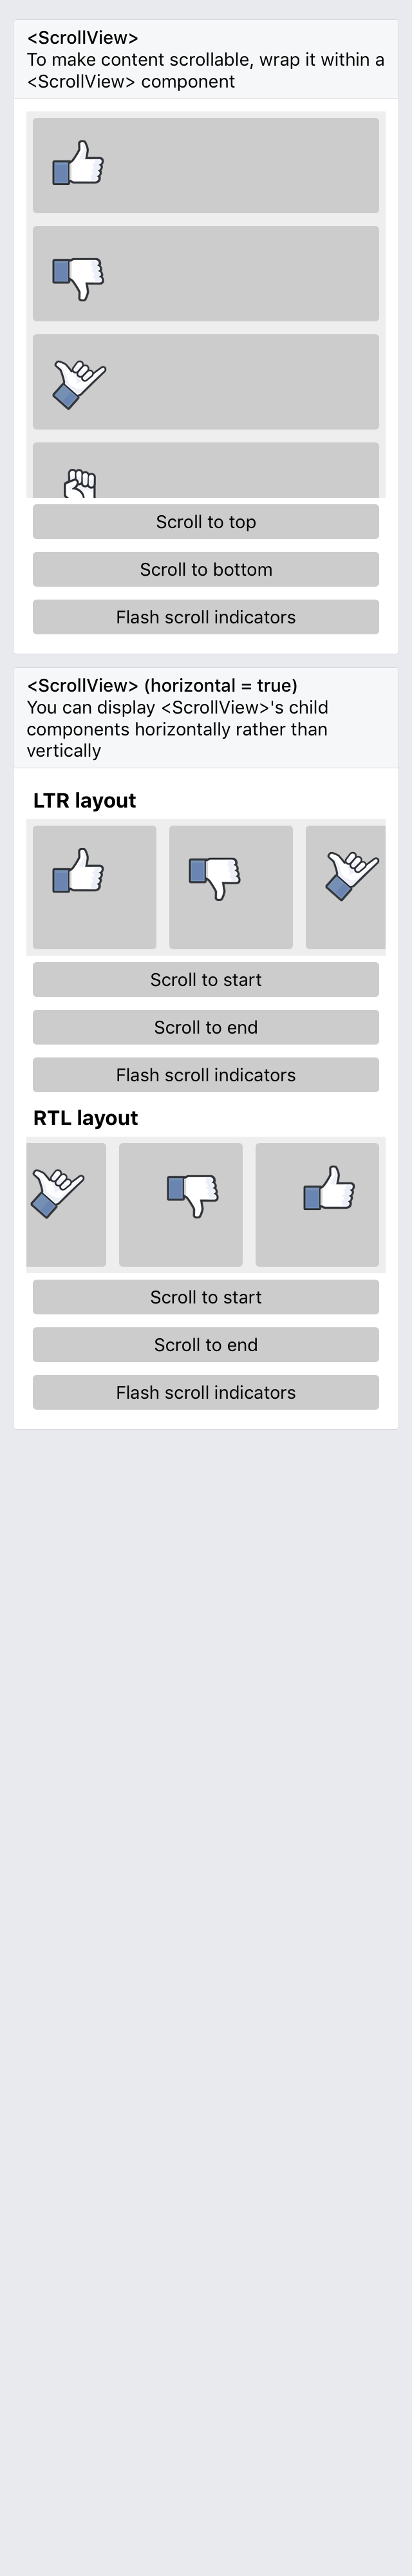 <ScrollView>
To make content scrollable, wrap it within a
<ScrollView> component
Scroll to top
Scroll to bottom
Flash scroll indicators
<ScrollView> (horizontal = true)
You can display <ScrollView>'s child
components horizontally rather than
vertically
LTR layout
Scroll to start
Scroll to end
Flash scroll indicators
RTL layout
Scroll to start
Scroll to end
Flash scroll indicators